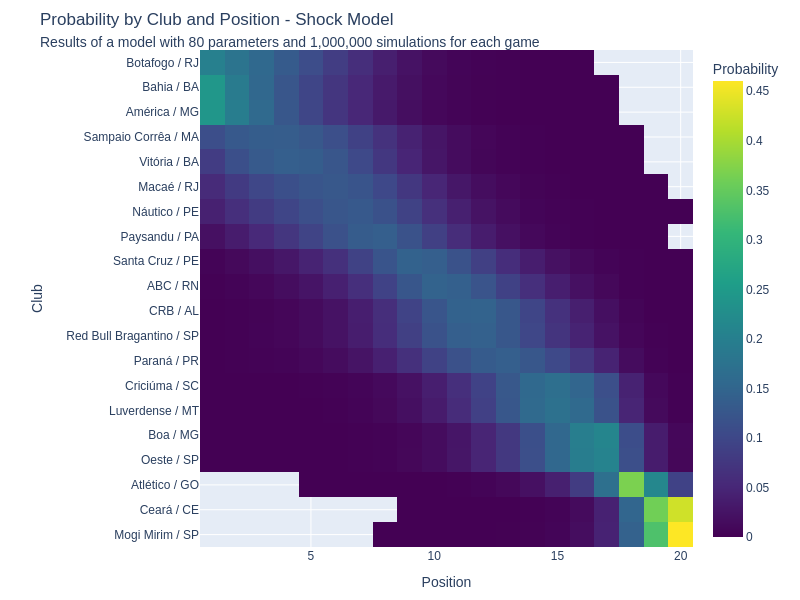 Probability by Club and Position - Shock Model
Results of a model with 80 parameters and 1,000,000 simulations for each game
Probability
Botafogo / RJ
Bahia / BA
América / MG
Sampaio Corrêa / MA
Vitória / BA
Macaé / RJ
Náutico / PE
Paysandu / PA
Santa Cruz / PE
ABC / RN
CRB / AL
Red Bull Bragantino / SP
Paraná / PR
Criciúma / SC
Luverdense / MT
Boa / MG
Oeste / SP
Atlético / GO
Ceará / CE
Mogi Mirim / SP
Club
5
10
15
20
Position
0.45
0.4
0.35
0.3
0.25
0.2
0.15
0.1
0.05
0